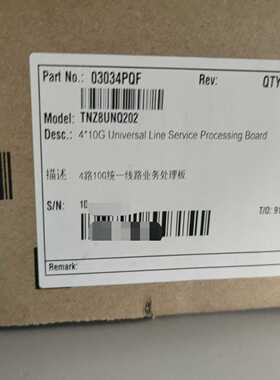 Part No.: 03034PQF Rev: QTY
Model: TNZ8UNQ202
Desc.: 4*10G Universal Line Service Processing Board
描述: 4路10G统一线路业务处理板
S/N: 10
T/O: 91
Remark: